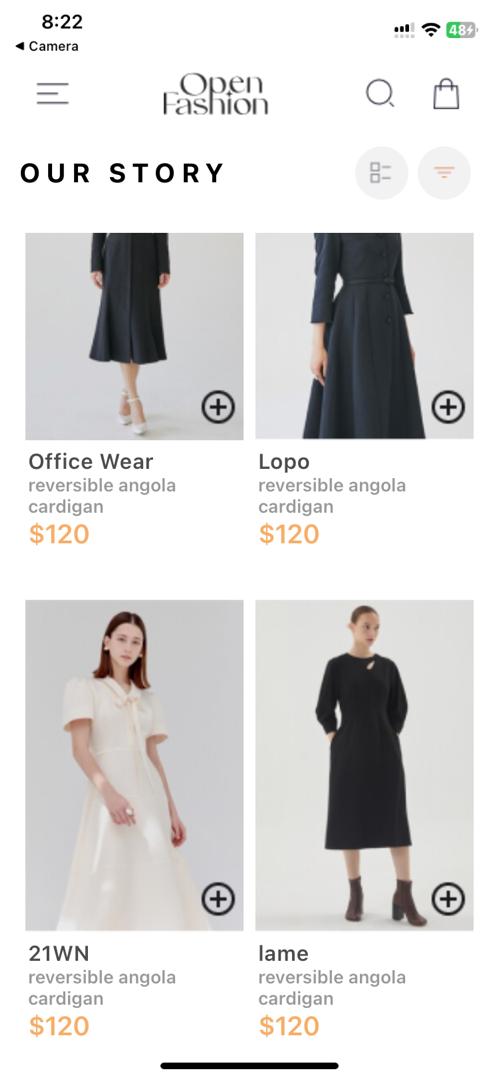 8:22
48
◀ Camera
Open
Fashion
OUR STORY
Office Wear
reversible angola
cardigan
$120
Lopo
reversible angola
cardigan
$120
21WN
reversible angola
cardigan
$120
lame
reversible angola
cardigan
$120